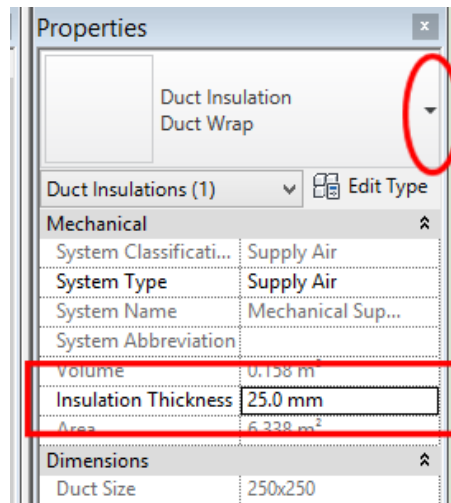 Properties x
Duct Insulation
Duct Wrap
Duct Insulations (1) Edit Type
Mechanical
System Classificati... Supply Air
System Type Supply Air
System Name Mechanical Sup...
System Abbreviation
Volume 0.158 m³
Insulation Thickness 25.0 mm
Area 6.338 m²
Dimensions
Duct Size 250x250